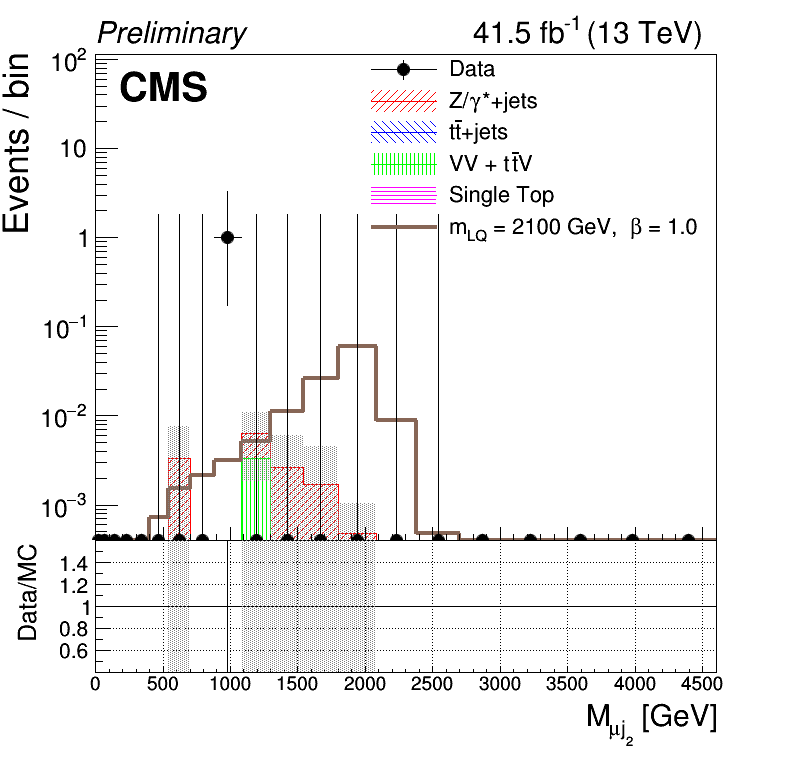 Preliminary 41.5 fb⁻¹ (13 TeV)
CMS
Events / bin
10²
10
1
10⁻¹
10⁻²
10⁻³
Data
Z/γ*+jets
tt̄+jets
VV + tt̄V
Single Top
m_LQ = 2100 GeV, β = 1.0
Data/MC
1.4
1.2
1
0.8
0.6
0 500 1000 1500 2000 2500 3000 3500 4000 4500
M_μj₂ [GeV]